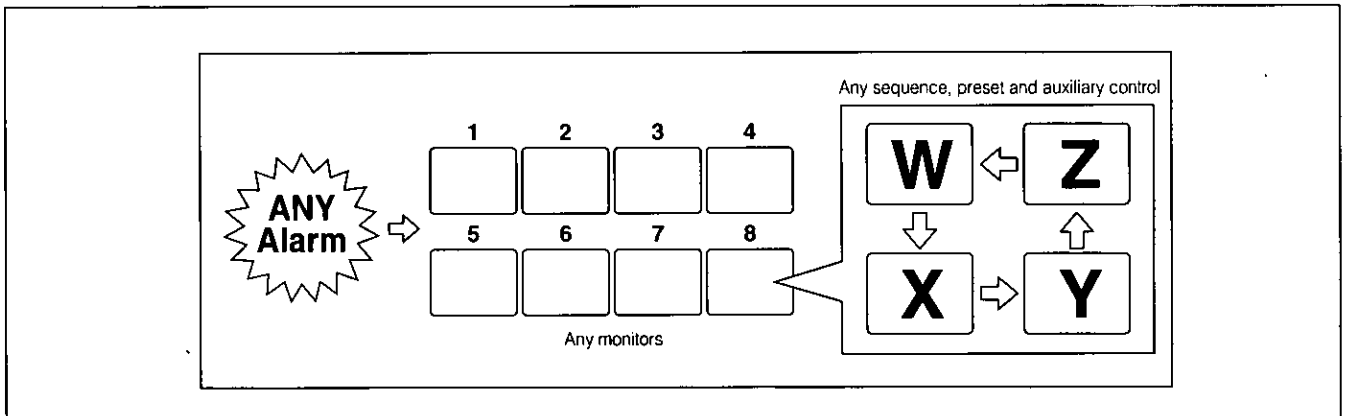 Any sequence, preset and auxiliary control
1 2 3 4
ANY
Alarm
5 6 7 8
Any monitors
W Z
X Y